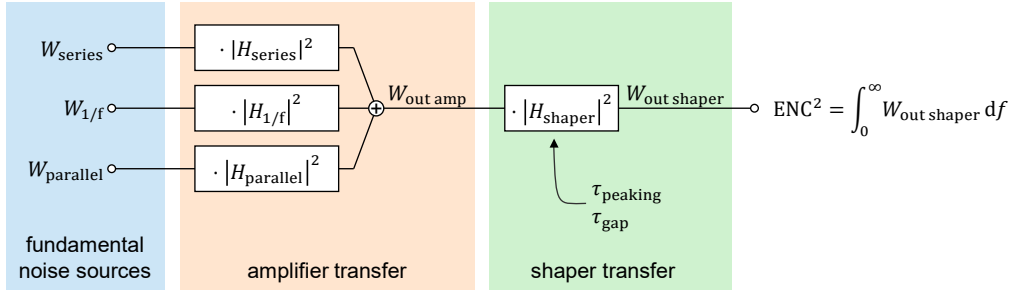 W_series
· |H_series|^2
W_1/f
· |H_1/f|^2
W_parallel
· |H_parallel|^2
W_out amp
· |H_shaper|^2
W_out shaper
ENC² = ∫_0^∞ W_out shaper df
τ_peaking
τ_gap
fundamental
noise sources
amplifier transfer
shaper transfer